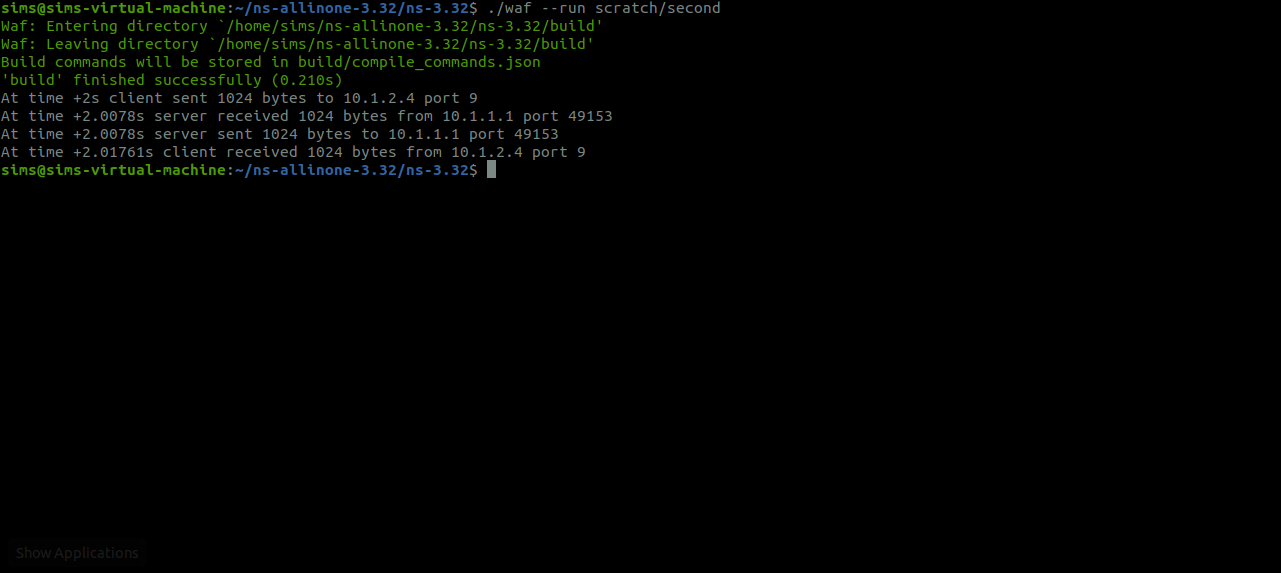 sims@sims-virtual-machine:~/ns-allinone-3.32/ns-3.32$ ./waf --run scratch/second
Waf: Entering directory `/home/sims/ns-allinone-3.32/ns-3.32/build'
Waf: Leaving directory `/home/sims/ns-allinone-3.32/ns-3.32/build'
Build commands will be stored in build/compile_commands.json
'build' finished successfully (0.210s)
At time +2s client sent 1024 bytes to 10.1.2.4 port 9
At time +2.0078s server received 1024 bytes from 10.1.1.1 port 49153
At time +2.0078s server sent 1024 bytes to 10.1.1.1 port 49153
At time +2.01761s client received 1024 bytes from 10.1.2.4 port 9
sims@sims-virtual-machine:~/ns-allinone-3.32/ns-3.32$
Show Applications